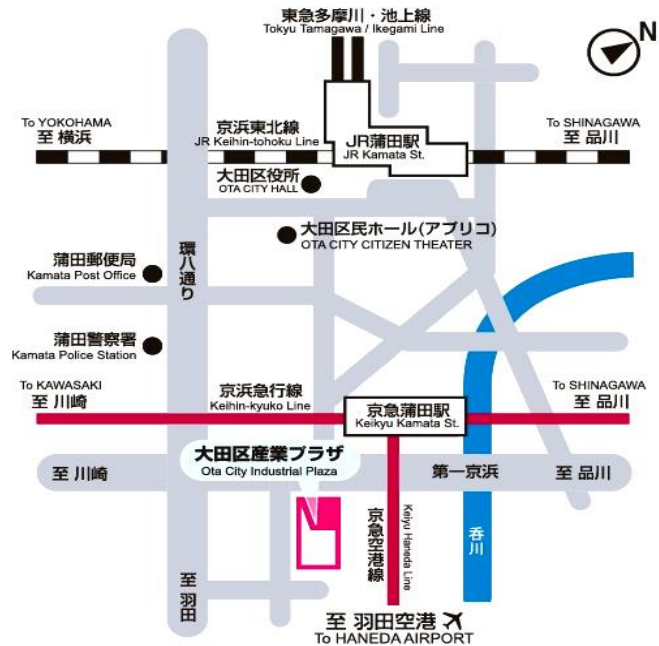 東急多摩川・池上線
Tokyu Tamagawa / Ikegami Line
N
To YOKOHAMA
至 横浜
京浜東北線
JR Keihin-tohoku Line
JR蒲田駅
JR Kamata St.
To SHINAGAWA
至 品川
大田区役所
OTA CITY HALL
大田区民ホール(アプリコ)
OTA CITY CITIZEN THEATER
蒲田郵便局
Kamata Post Office
環八通り
蒲田警察署
Kamata Police Station
To KAWASAKI
至 川崎
京浜急行線
Keihin-kyuko Line
京急蒲田駅
Keikyu Kamata St.
To SHINAGAWA
至 品川
大田区産業プラザ
Ota City Industrial Plaza
至 川崎
第一京浜
至 品川
京急空港線
Keiyu Haneda Line
呑川
至 羽田
至 羽田空港
To HANEDA AIRPORT